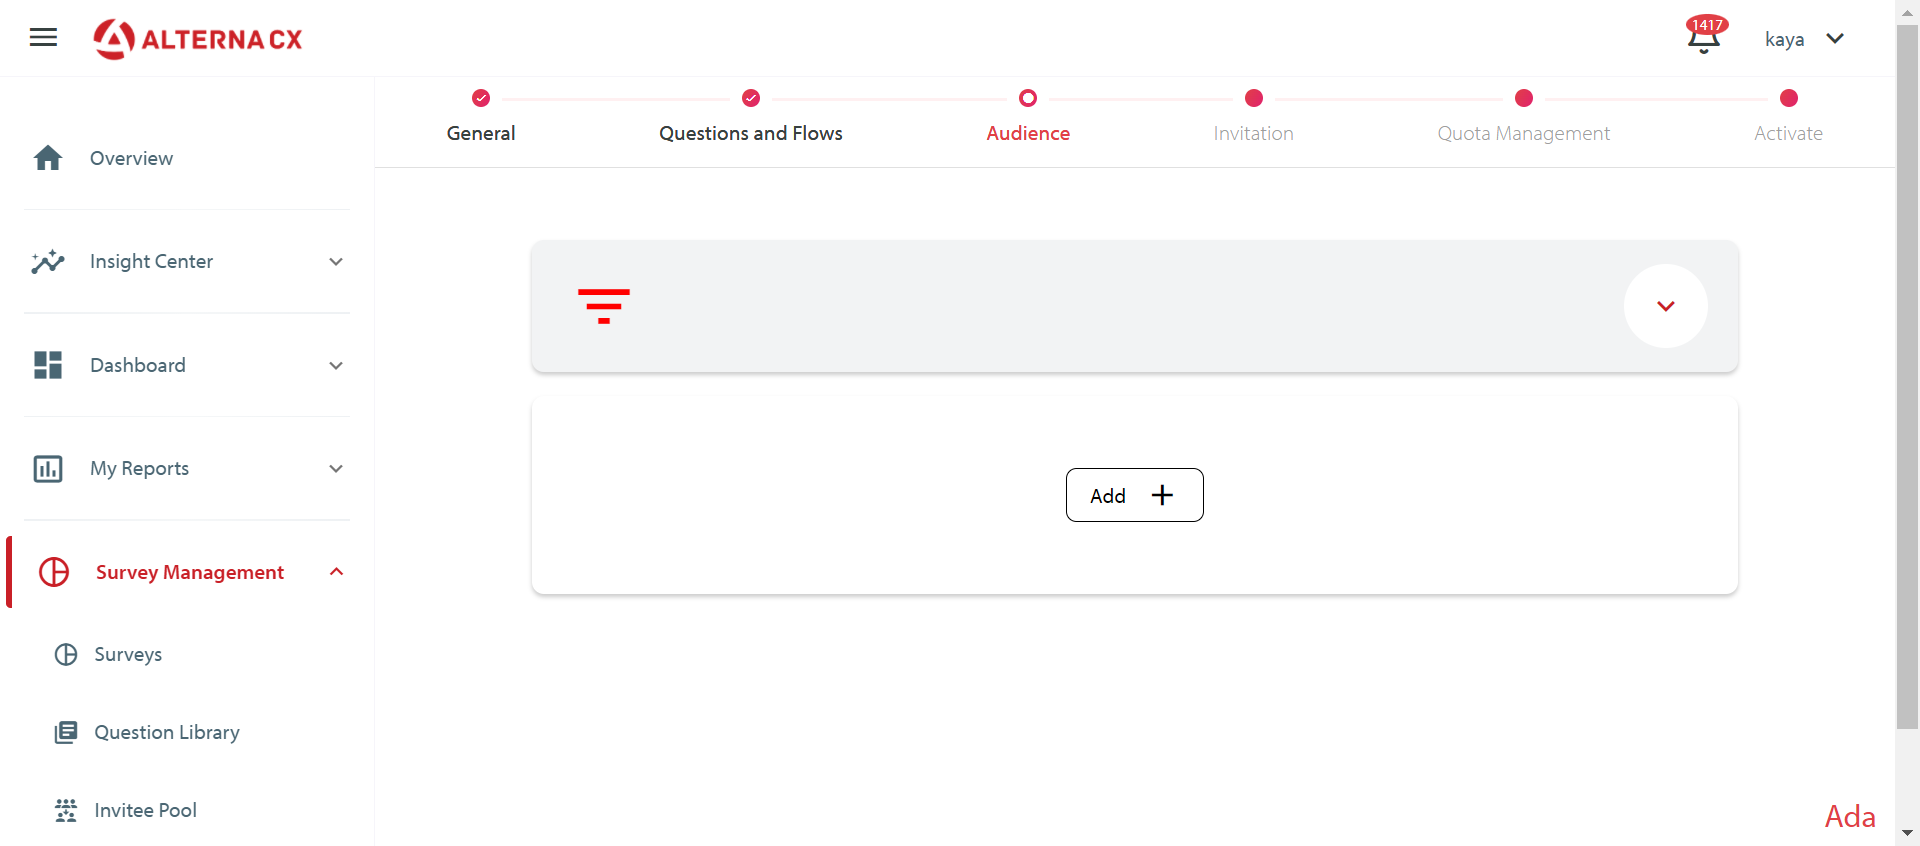 ALTERNA CX
1417
kaya
General
Questions and Flows
Audience
Invitation
Quota Management
Activate
Overview
Insight Center
Dashboard
My Reports
Survey Management
Surveys
Question Library
Invitee Pool
Add
Ada